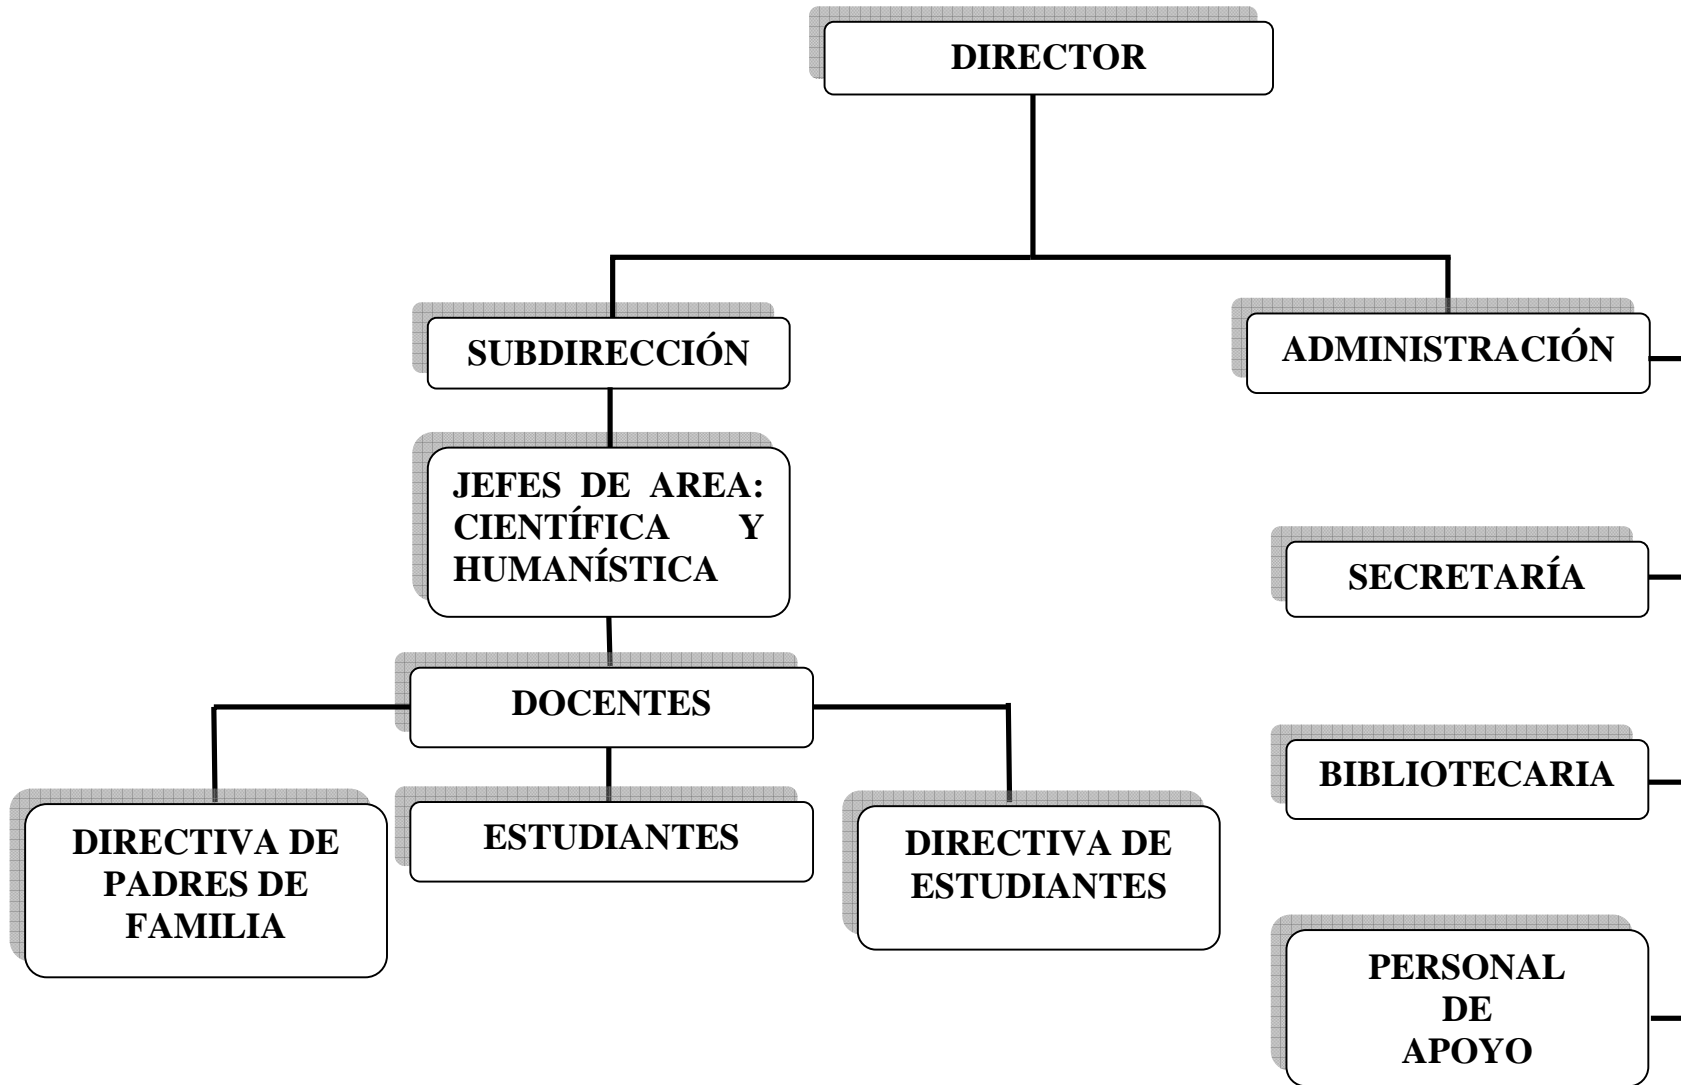 DIRECTOR
SUBDIRECCIÓN
ADMINISTRACIÓN
JEFES DE AREA:
CIENTÍFICA Y
HUMANÍSTICA
SECRETARÍA
DOCENTES
BIBLIOTECARIA
DIRECTIVA DE
PADRES DE
FAMILIA
ESTUDIANTES
DIRECTIVA DE
ESTUDIANTES
PERSONAL
DE
APOYO